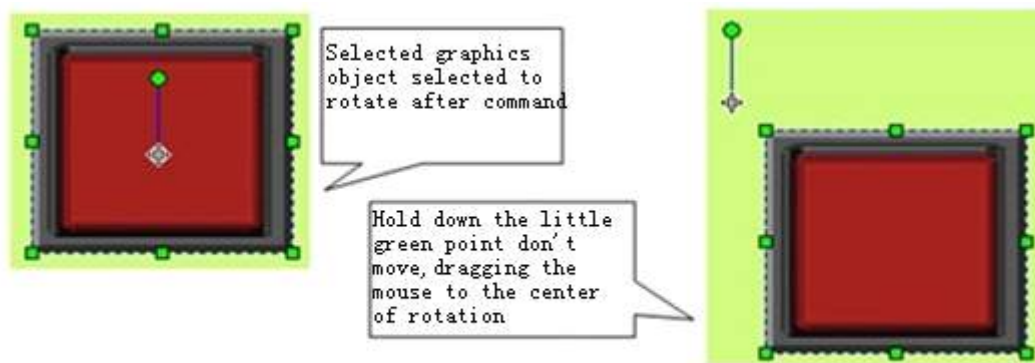 Selected graphics
object selected to
rotate after command
Hold down the little
green point don't
move,dragging the
mouse to the center
of rotation